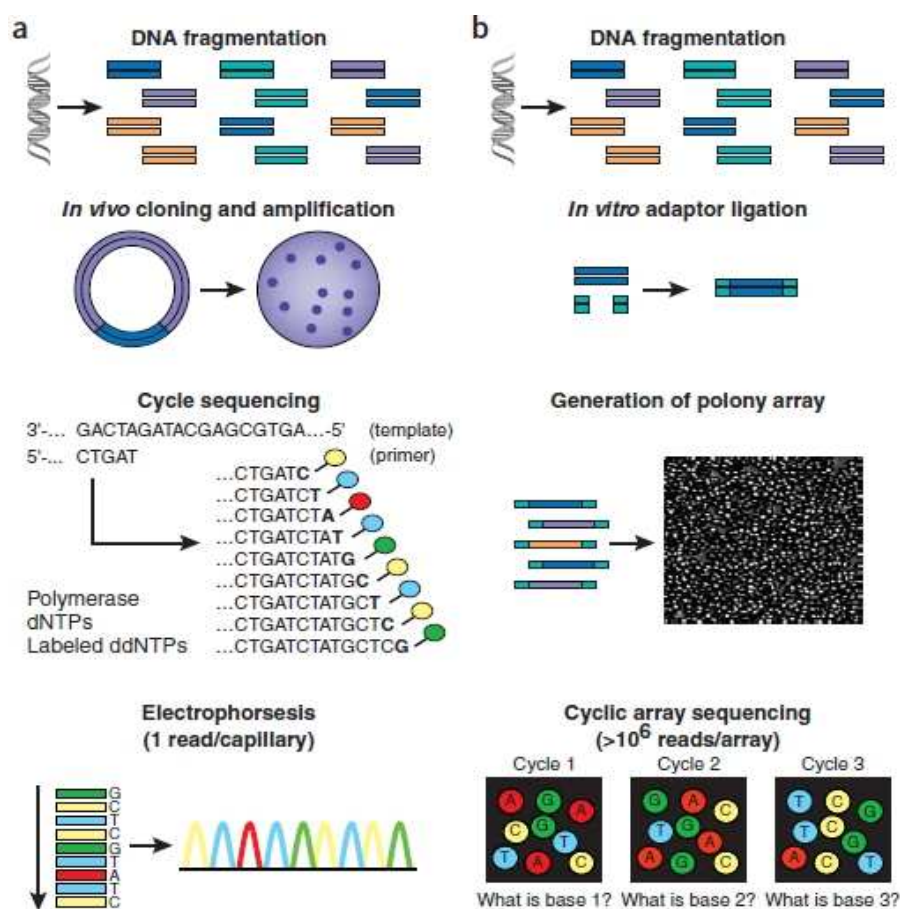 a
DNA fragmentation
In vivo cloning and amplification
Cycle sequencing
3'-... GACTAGATACGAGCGTGA...-5' (template)
5'-... CTGAT (primer)
...CTGATC
...CTGATCT
...CTGATCTA
...CTGATCTAT
...CTGATCTATG
...CTGATCTATGC
...CTGATCTATGCT
...CTGATCTATGCTC
...CTGATCTATGCTCG
Polymerase
dNTPs
Labeled ddNTPs
Electrophorsesis
(1 read/capillary)
G
C
T
C
G
T
A
T
C
b
DNA fragmentation
In vitro adaptor ligation
Generation of polony array
Cyclic array sequencing
(>10⁶ reads/array)
Cycle 1 Cycle 2 Cycle 3
A G A
C G T
T A C
G A C
T G A
A G C
T C G
T C
A C T
What is base 1? What is base 2? What is base 3?